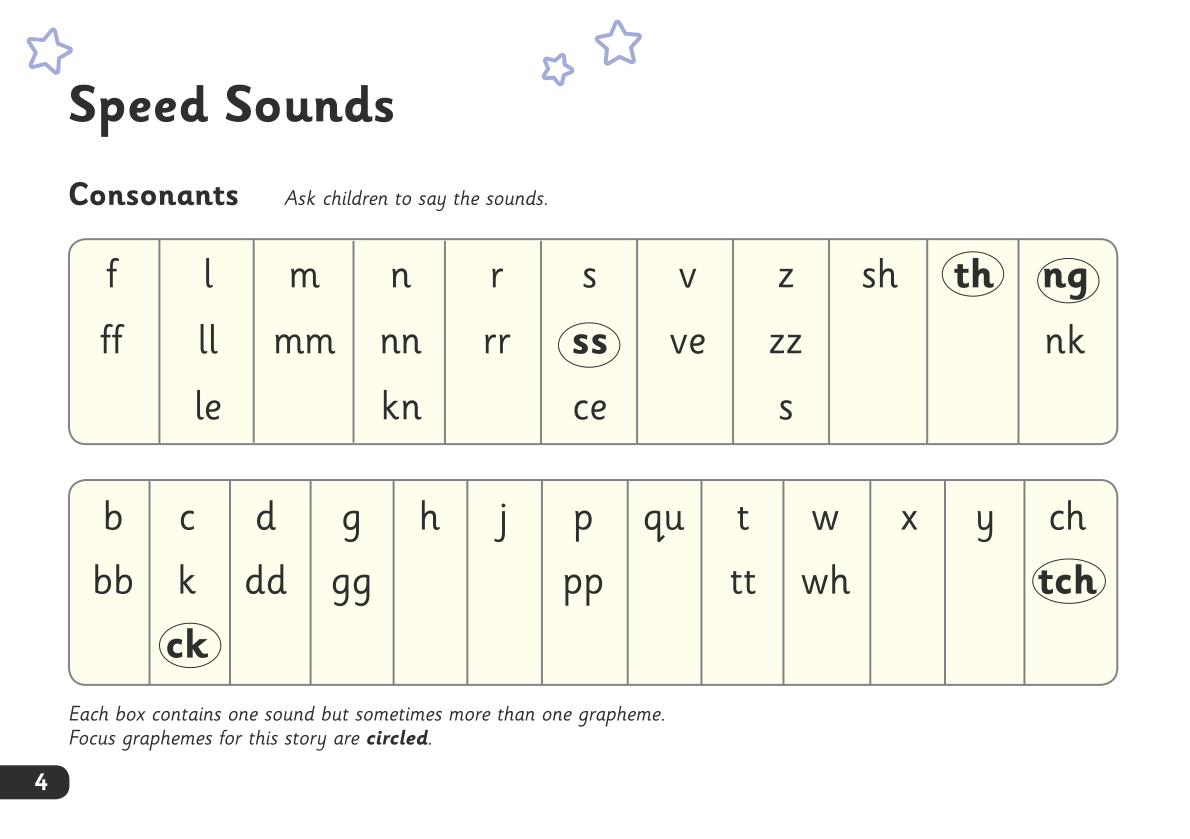 Speed Sounds
Consonants Ask children to say the sounds.
f l m n r s v z sh th ng
ff ll mm nn rr ss ve zz nk
le kn ce s
b c d g h j p qu t w x y ch
bb k dd gg pp tt wh tch
ck
Each box contains one sound but sometimes more than one grapheme.
Focus graphemes for this story are circled.
4